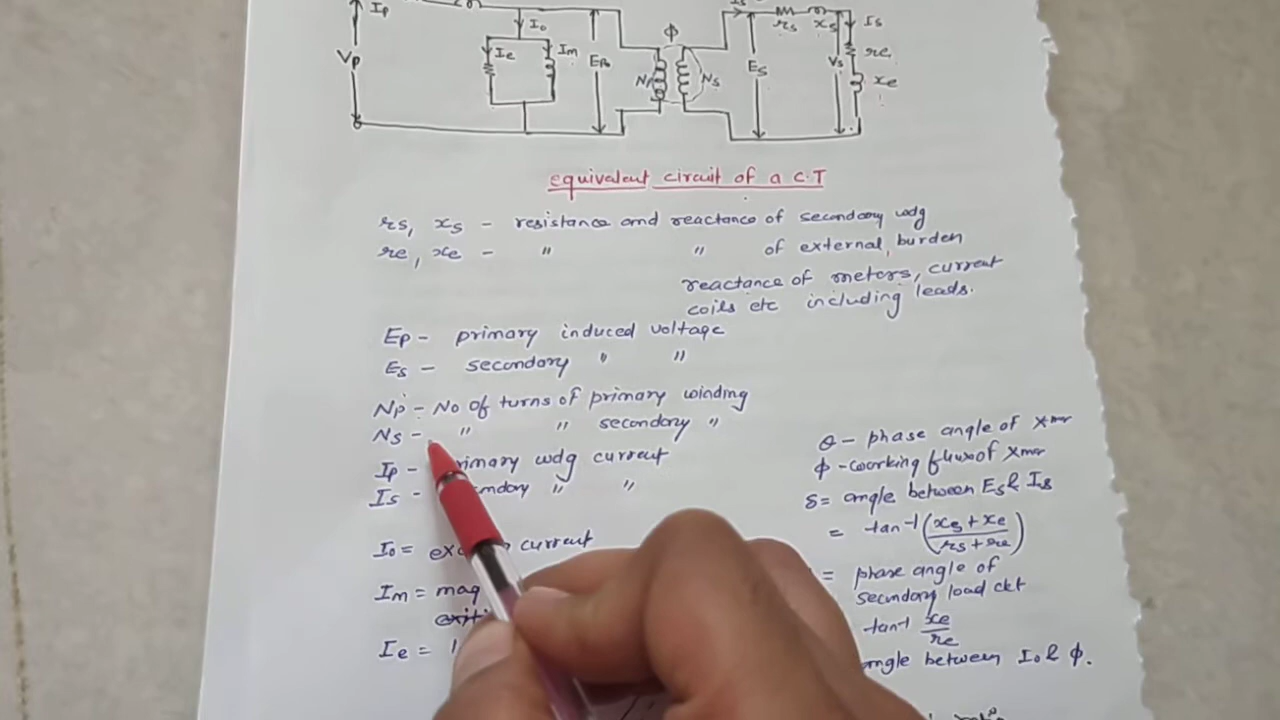 Ip
Io
Ie Im
Vp
Ep
Φ
Np Ns
Es
rs xs
Is
Vs
re
xe
equivalent circuit of a C.T
rs, xs - resistance and reactance of secondary wdg
re, xe - " " of external burden
reactance of meters, current
coils etc including leads.
Ep - primary induced voltage
Es - secondary " "
Np - No of turns of primary winding
Ns - " " secondary "
Ip - primary wdg current
Is - " "
Io = current
Im = mag
Ie =
θ - phase angle of Xmer
ϕ - working flux of Xmer
δ = angle between Es & Is
= tan-1 (xs + xe / rs + re)
= phase angle of
secondary load ckt
tan-1 xe / re
angle between Io & ϕ.